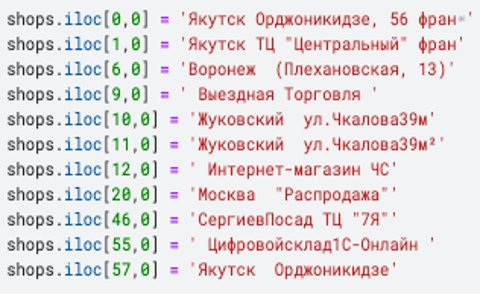 shops.iloc[0,0] = 'Якутск Орджоникидзе, 56 фран'
shops.iloc[1,0] = 'Якутск ТЦ "Центральный" фран'
shops.iloc[6,0] = 'Воронеж  (Плехановская, 13)'
shops.iloc[9,0] = ' Выездная Торговля '
shops.iloc[10,0] = 'Жуковский  ул.Чкалова39м'
shops.iloc[11,0] = 'Жуковский  ул.Чкалова39м²'
shops.iloc[12,0] = ' Интернет-магазин ЧС'
shops.iloc[20,0] = 'Москва  "Распродажа"'
shops.iloc[46,0] = 'СергиевПосад ТЦ "7Я"'
shops.iloc[55,0] = ' Цифровойсклад1С-Онлайн '
shops.iloc[57,0] = 'Якутск  Орджоникидзе'